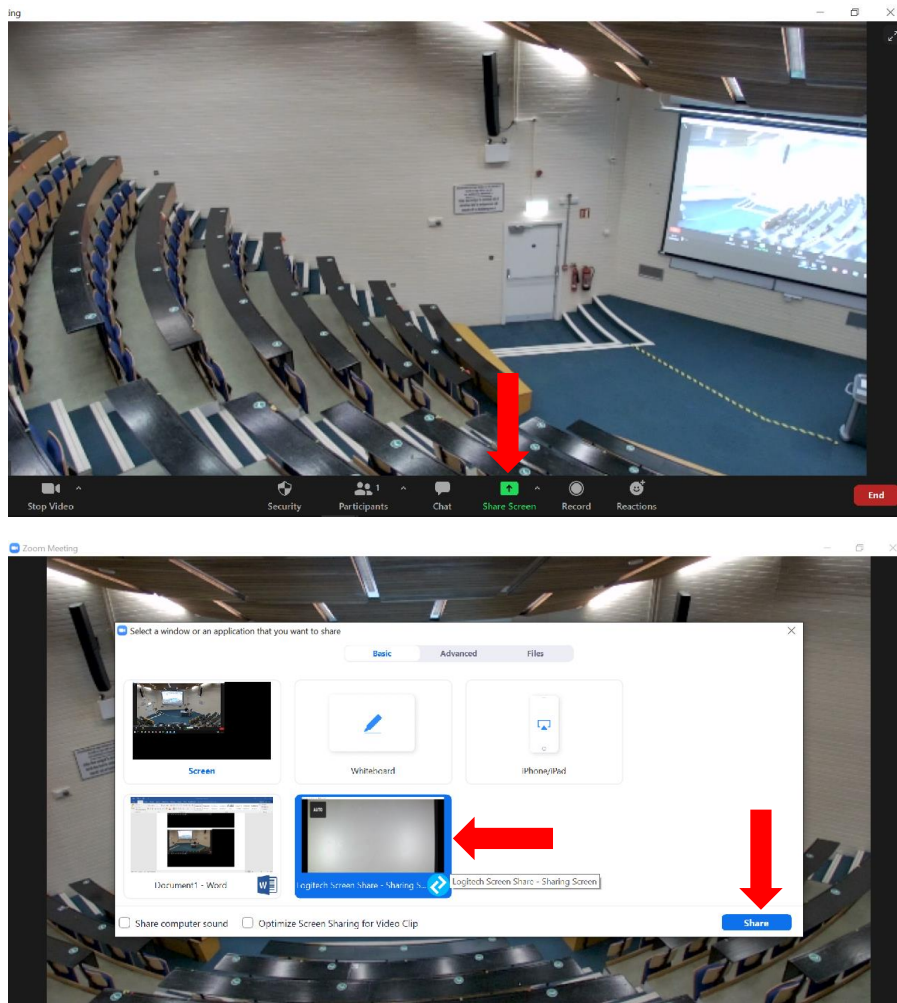 ing
1
Stop Video
Security
Participants
Chat
Share Screen
Record
Reactions
End
Zoom Meeting
Select a window or an application that you want to share
Basic
Advanced
Files
Screen
Whiteboard
iPhone/iPad
AUTO
Document1 - Word
W
Logitech Screen Share - Sharing S...
Logitech Screen Share - Sharing Screen
Share computer sound
Optimize Screen Sharing for Video Clip
Share